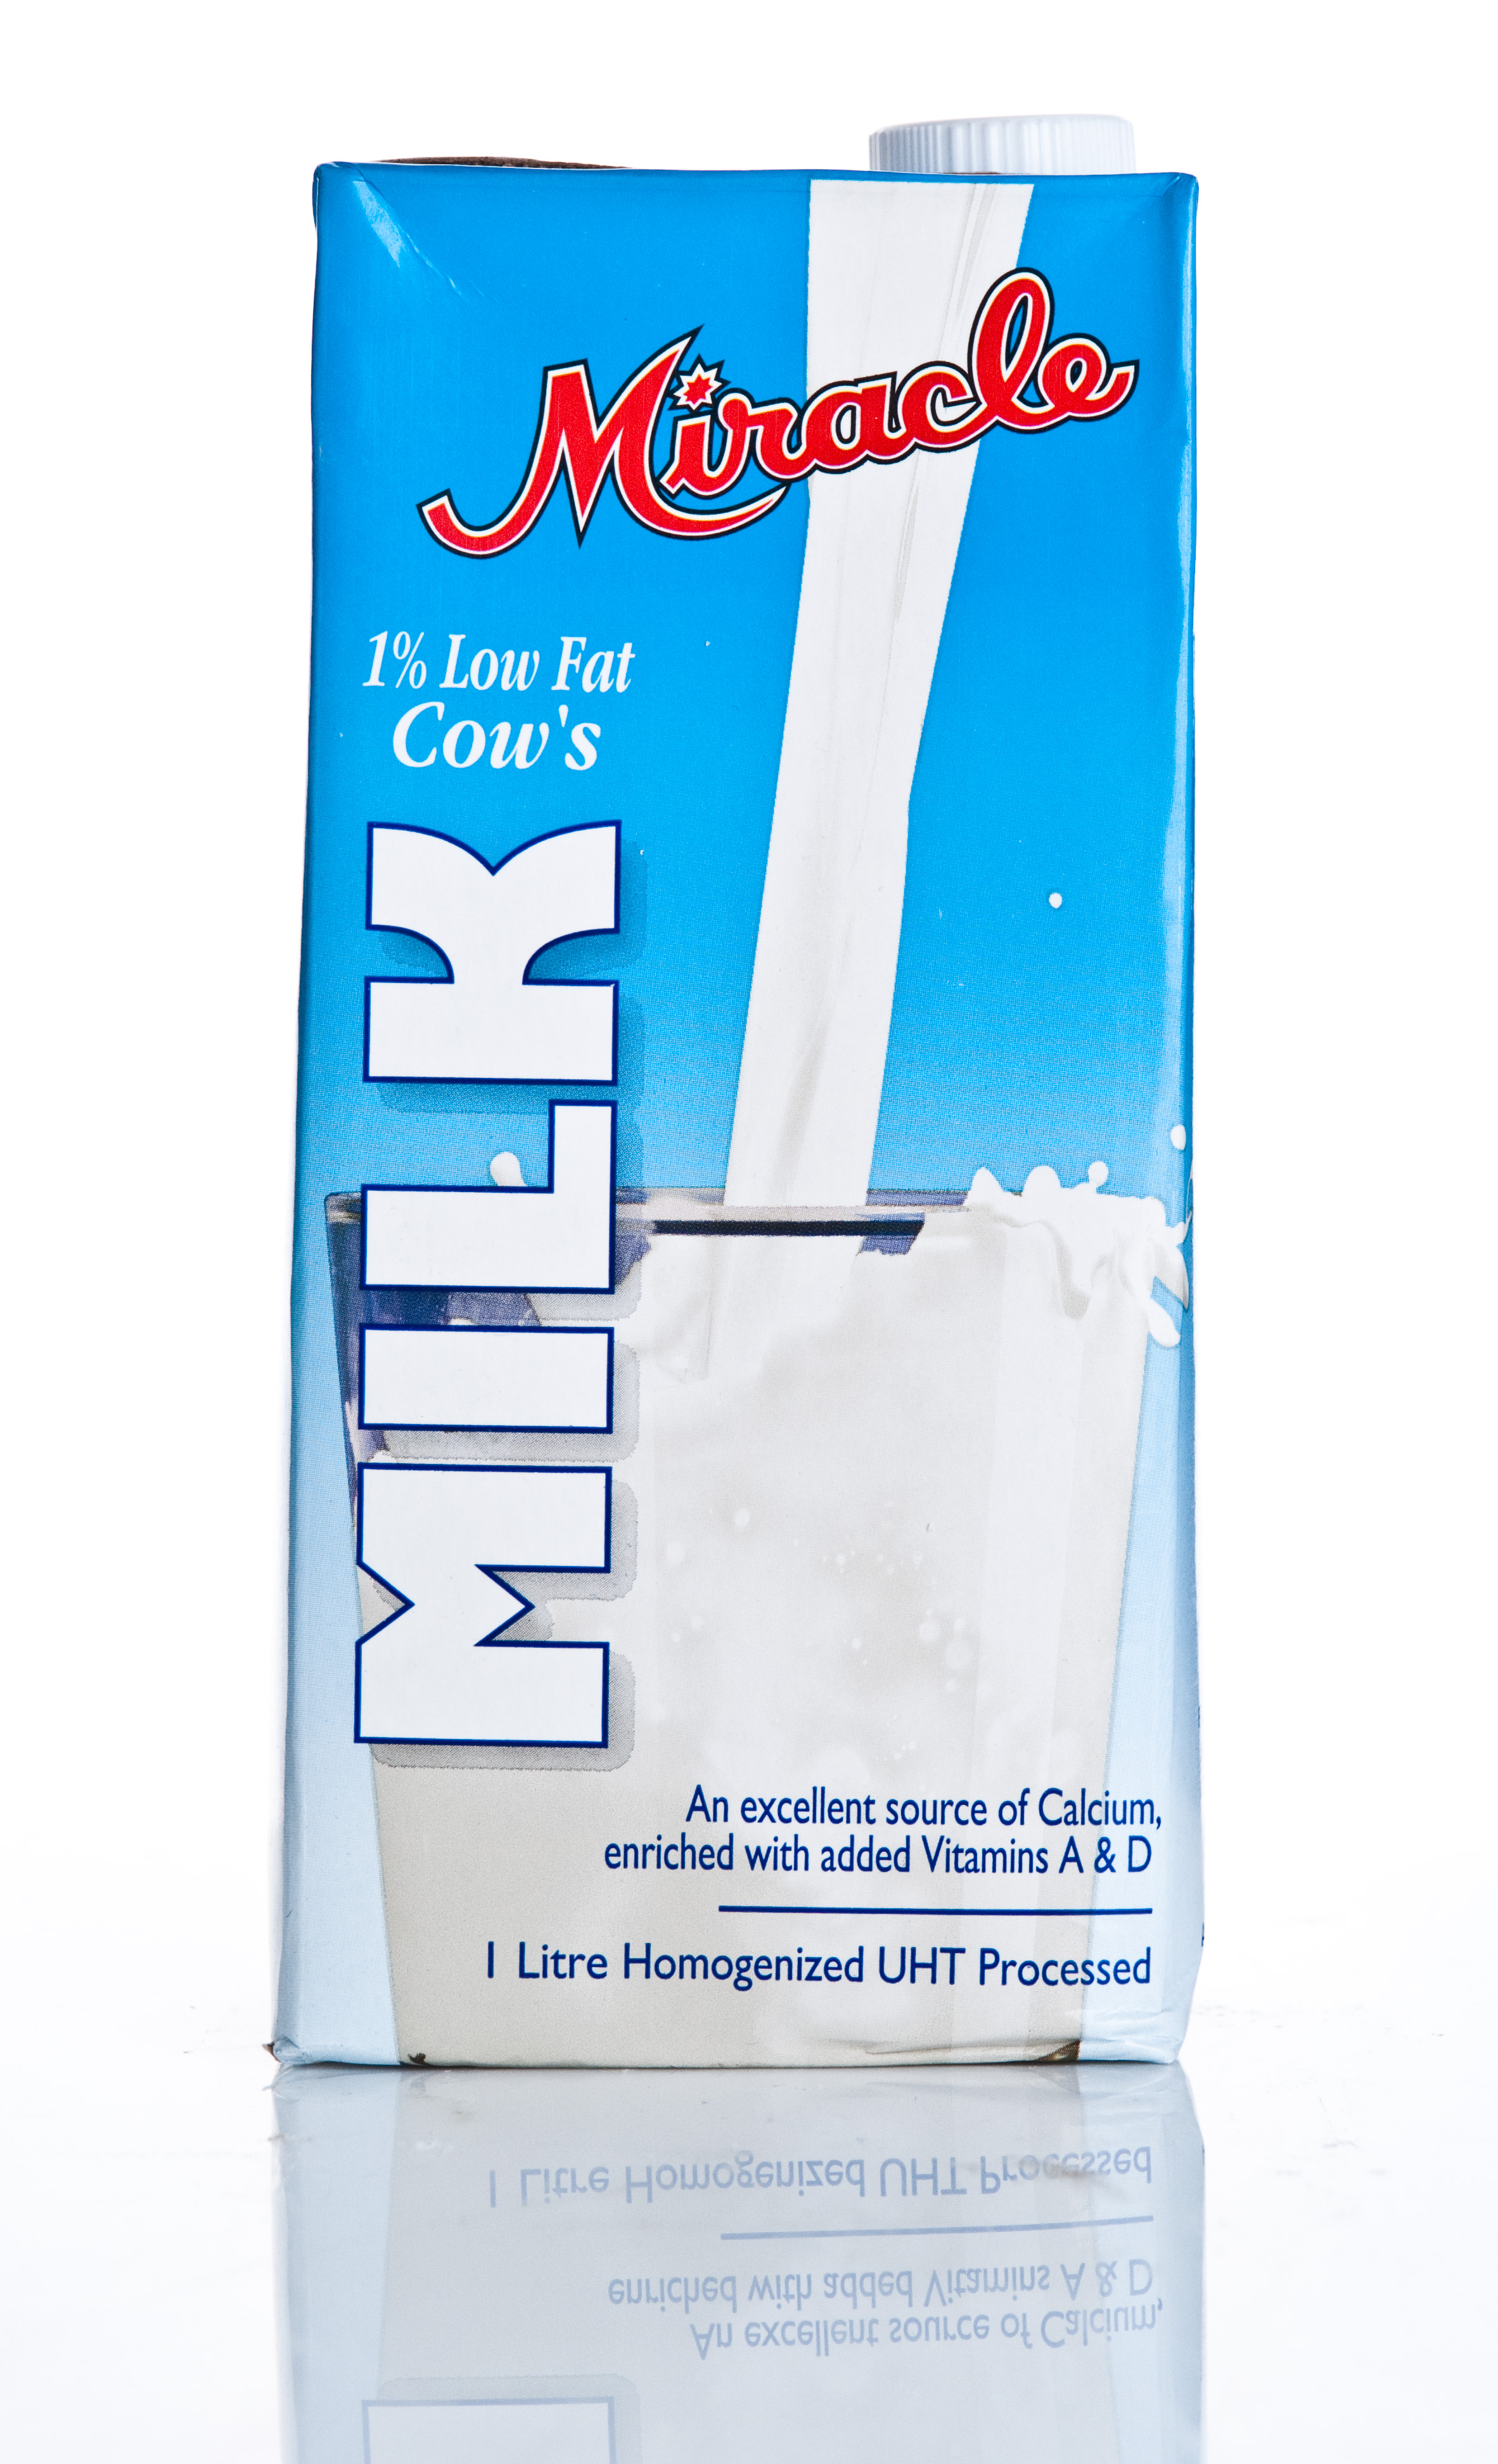 Miracle
1% Low Fat
Cow's
MILK
An excellent source of Calcium,
enriched with added Vitamins A & D
1 Litre Homogenized UHT Processed